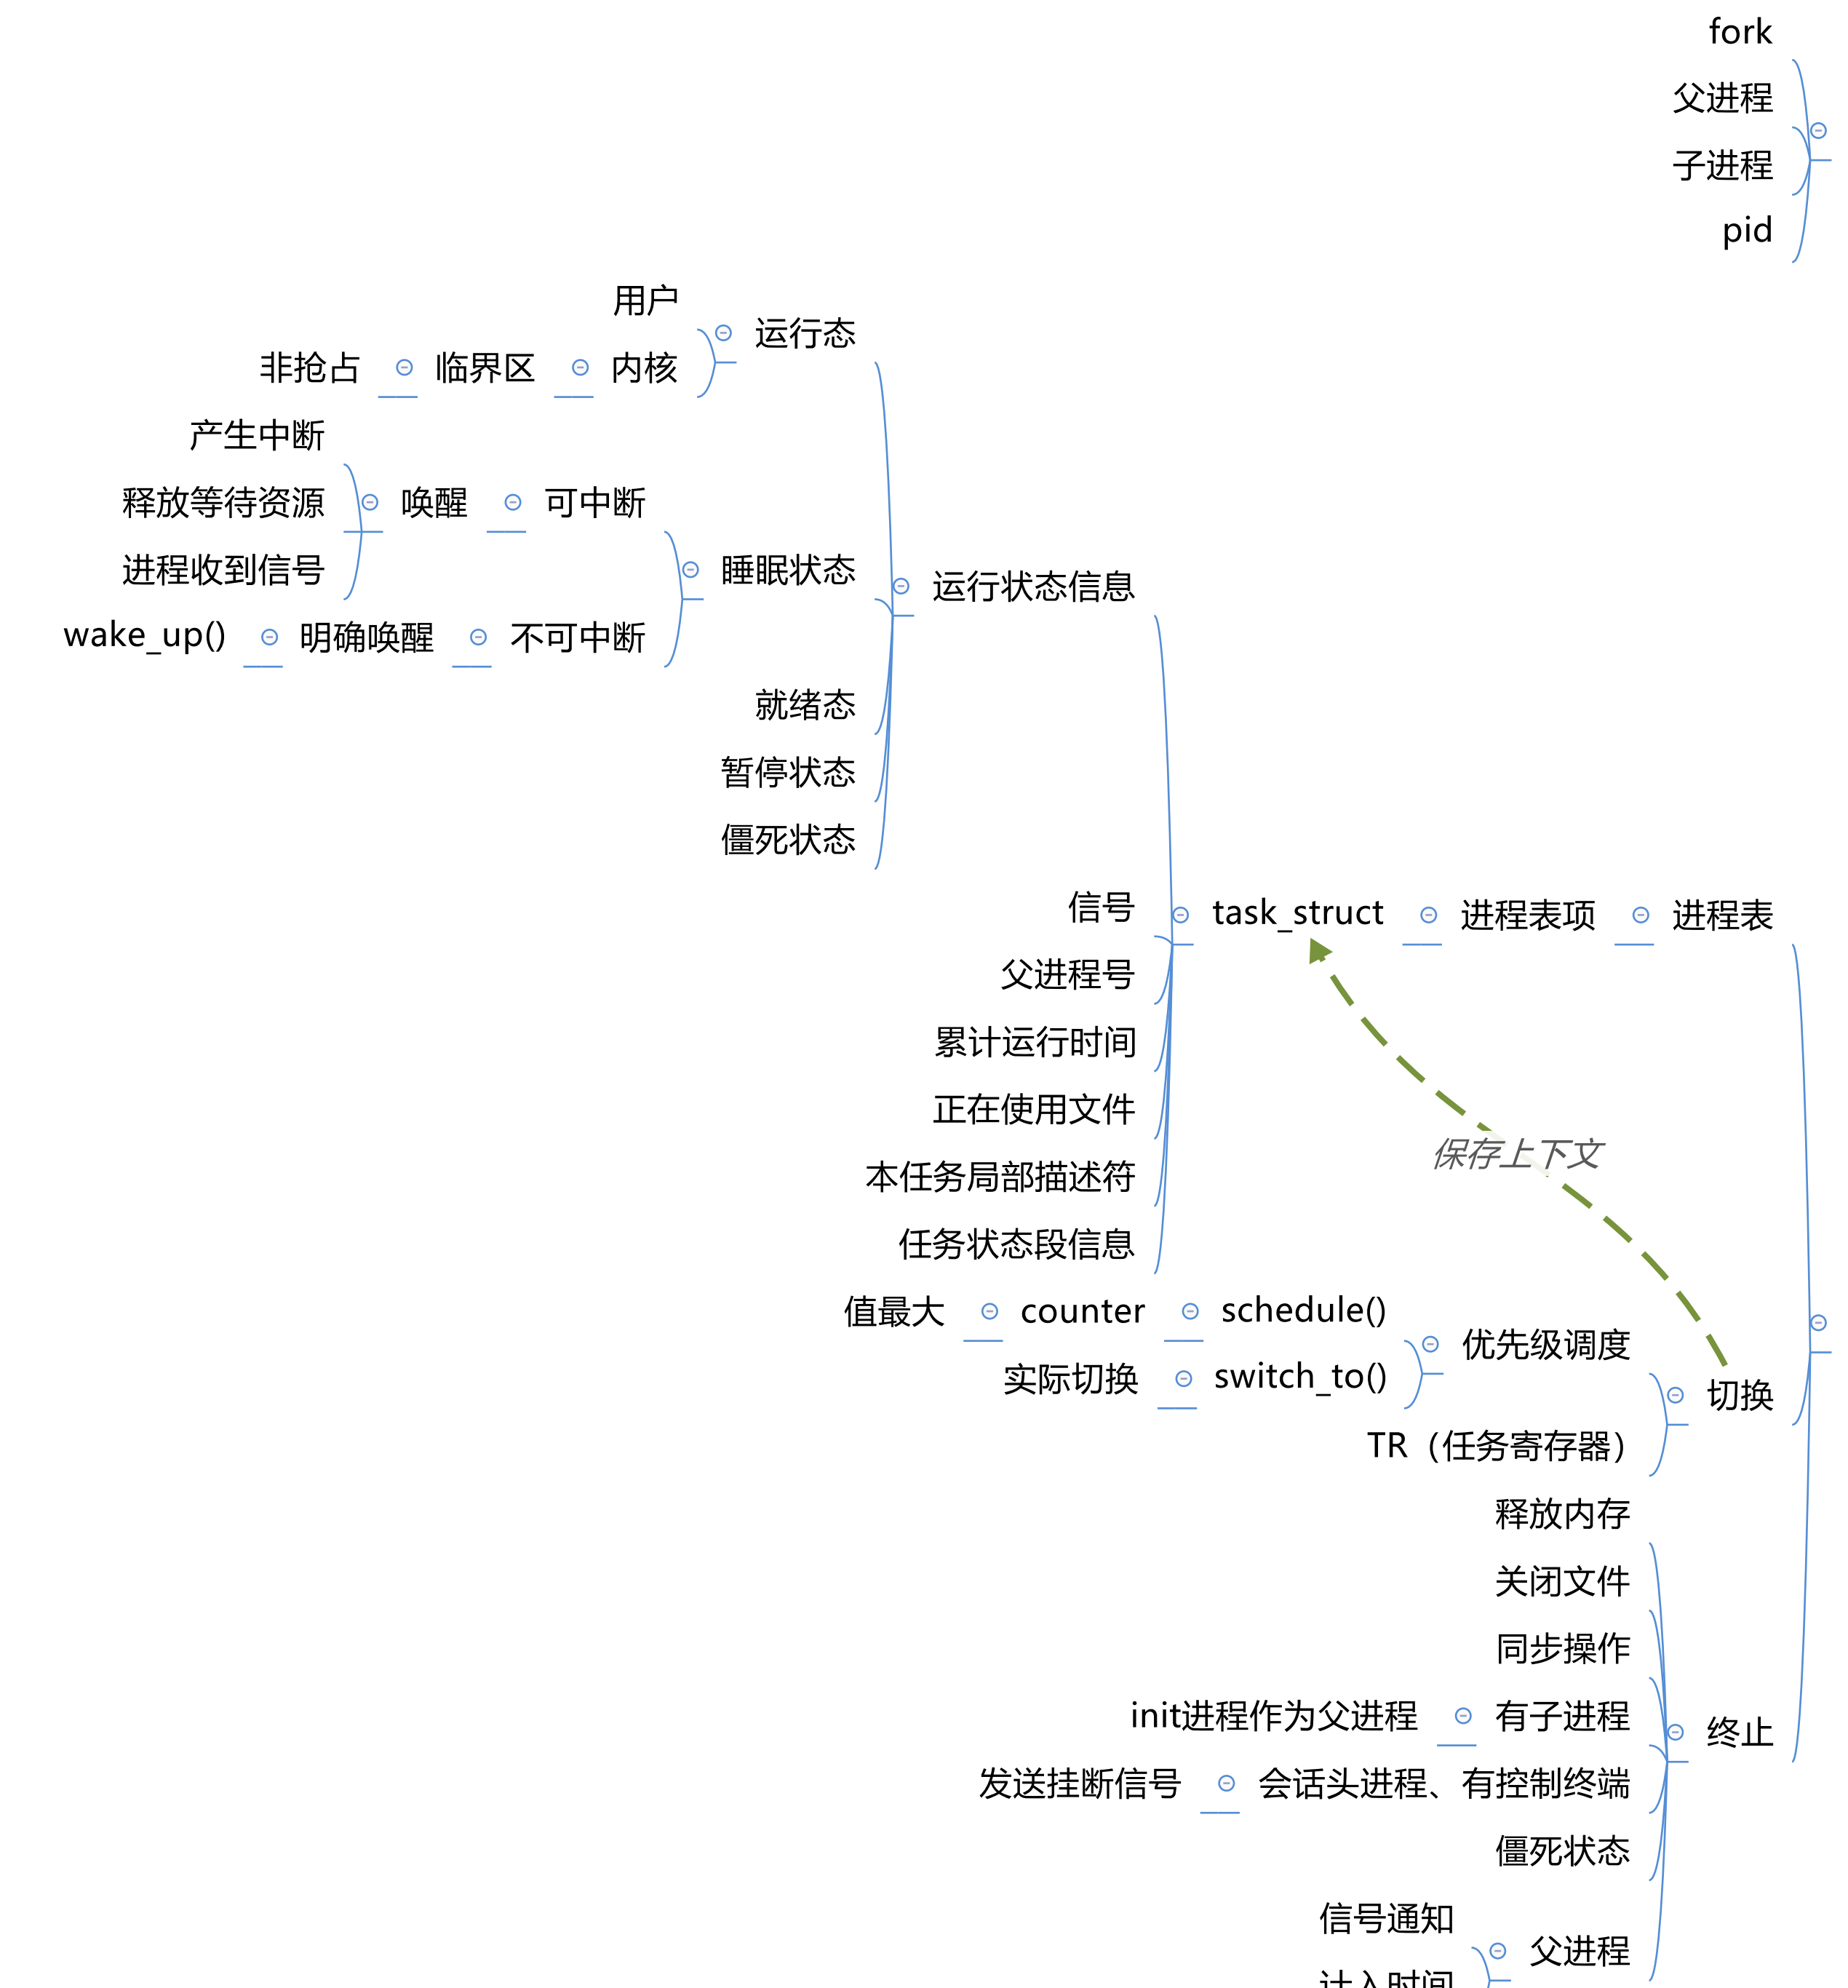 fork
父进程
子进程
pid
用户
运行态
非抢占 临界区 内核
产生中断
释放等待资源 唤醒 可中断
进程收到信号
睡眠状态
运行状态信息
wake_up() 明确唤醒 不可中断
就绪态
暂停状态
僵死状态
信号
task_struct 进程表项 进程表
父进程号
累计运行时间
正在使用文件
保存上下文
本任务局部描述符
任务状态段信息
值最大 counter schedule()
优先级调度
实际切换 switch_to()
切换
TR（任务寄存器）
释放内存
关闭文件
同步操作
init进程作为父进程 有子进程
终止
发送挂断信号 会话头进程、有控制终端
僵死状态
信号通知
父进程
计入时间